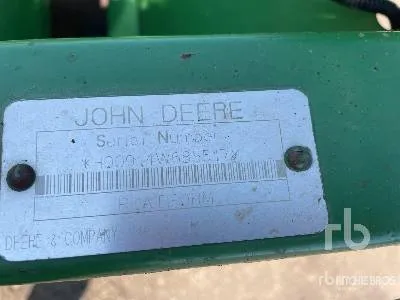 JOHN DEERE
Serial Number
PLATFORM
DEERE & COMPANY
rb
RITCHIE BROS